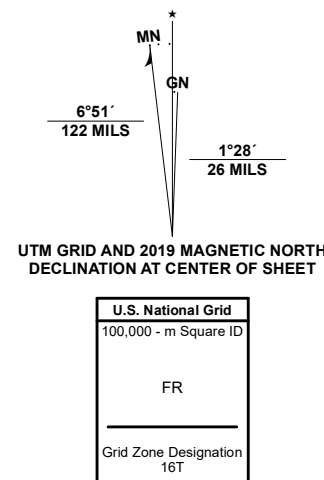 ★
MN
GN
6°51´
122 MILS
1°28´
26 MILS
UTM GRID AND 2019 MAGNETIC NORTH
DECLINATION AT CENTER OF SHEET
U.S. National Grid
100,000 - m Square ID
FR
Grid Zone Designation
16T